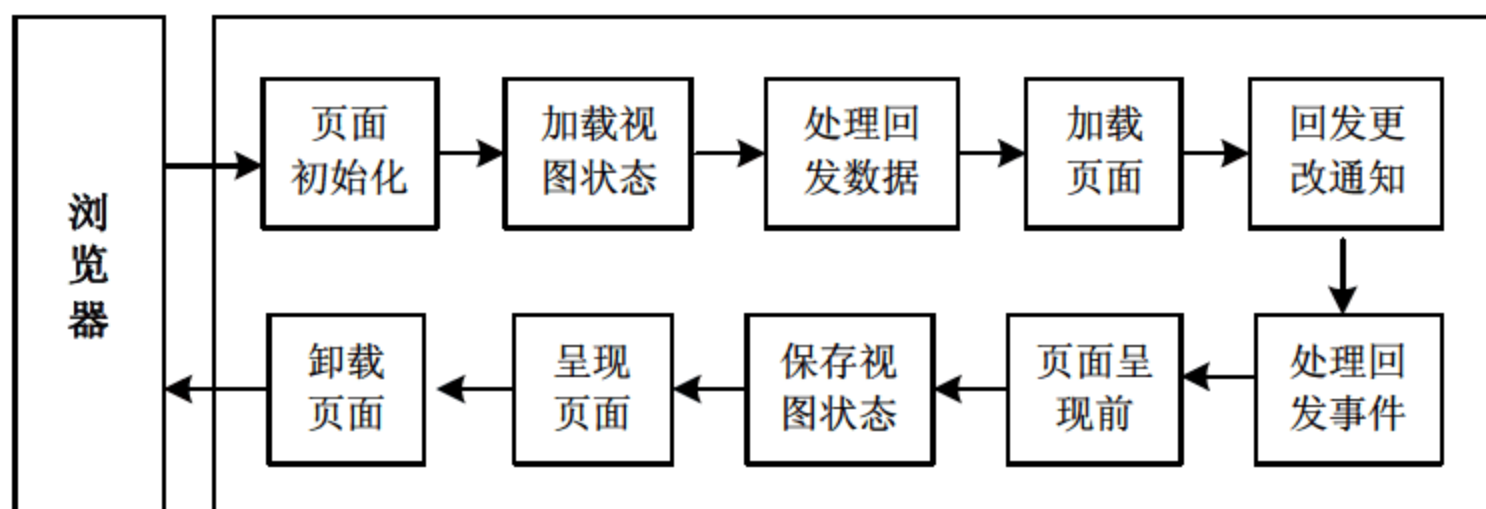 浏
览
器
页面
初始化
加载视
图状态
处理回
发数据
加载
页面
回发更
改通知
卸载
页面
呈现
页面
保存视
图状态
页面呈
现前
处理回
发事件